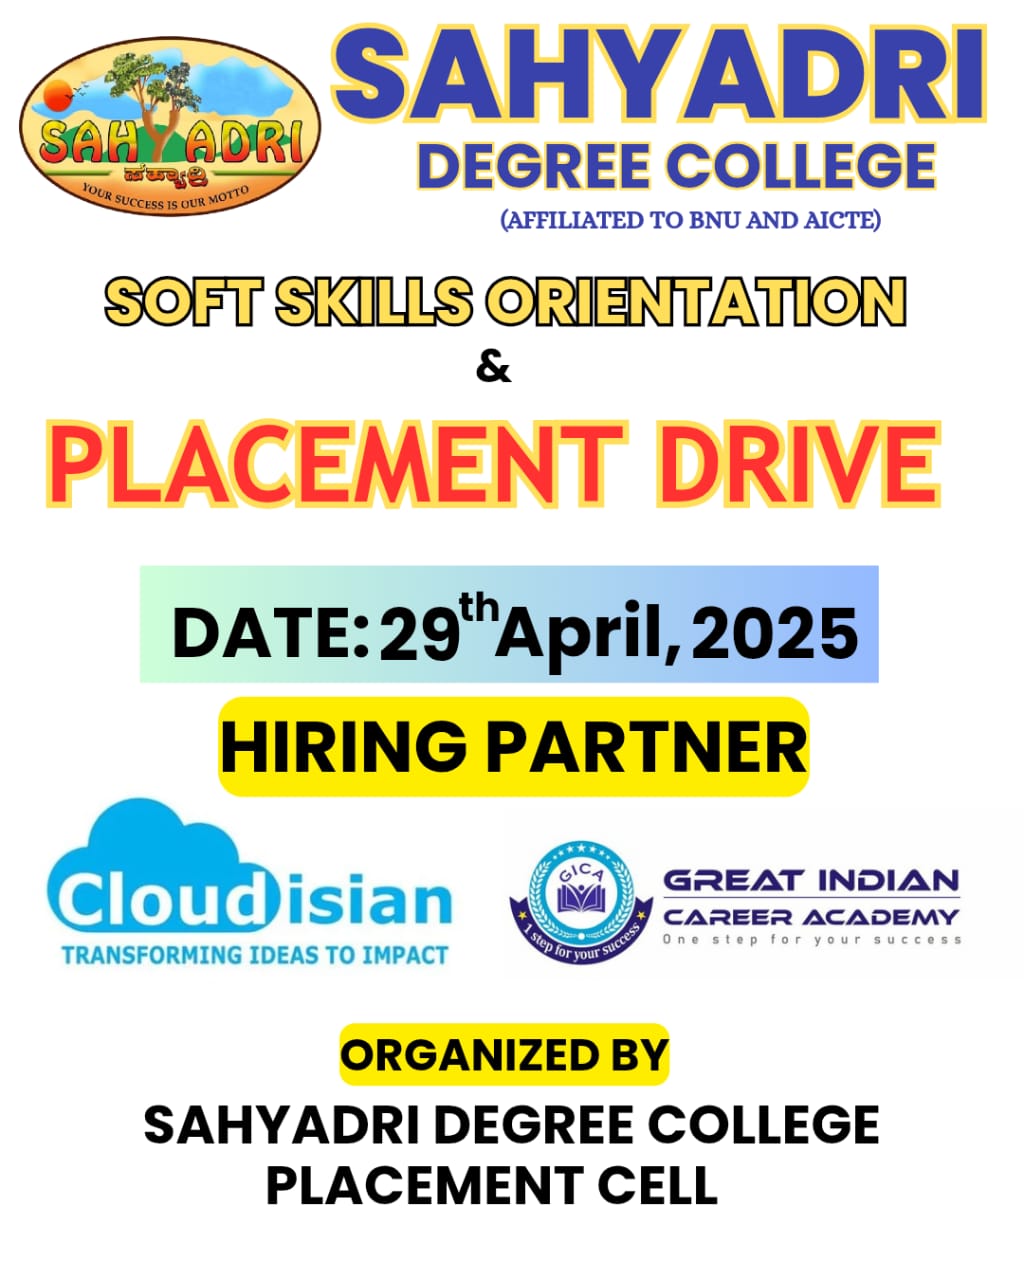 SAHYADRI
ಸಹ್ಯಾದ್ರಿ
YOUR SUCCESS IS OUR MOTTO
SAHYADRI
DEGREE COLLEGE
(AFFILIATED TO BNU AND AICTE)
SOFT SKILLS ORIENTATION
&
PLACEMENT DRIVE
DATE: 29th April, 2025
HIRING PARTNER
Cloudisian
TRANSFORMING IDEAS TO IMPACT
GICA
1 step for your success
GREAT INDIAN
CAREER ACADEMY
One step for your success
ORGANIZED BY
SAHYADRI DEGREE COLLEGE
PLACEMENT CELL